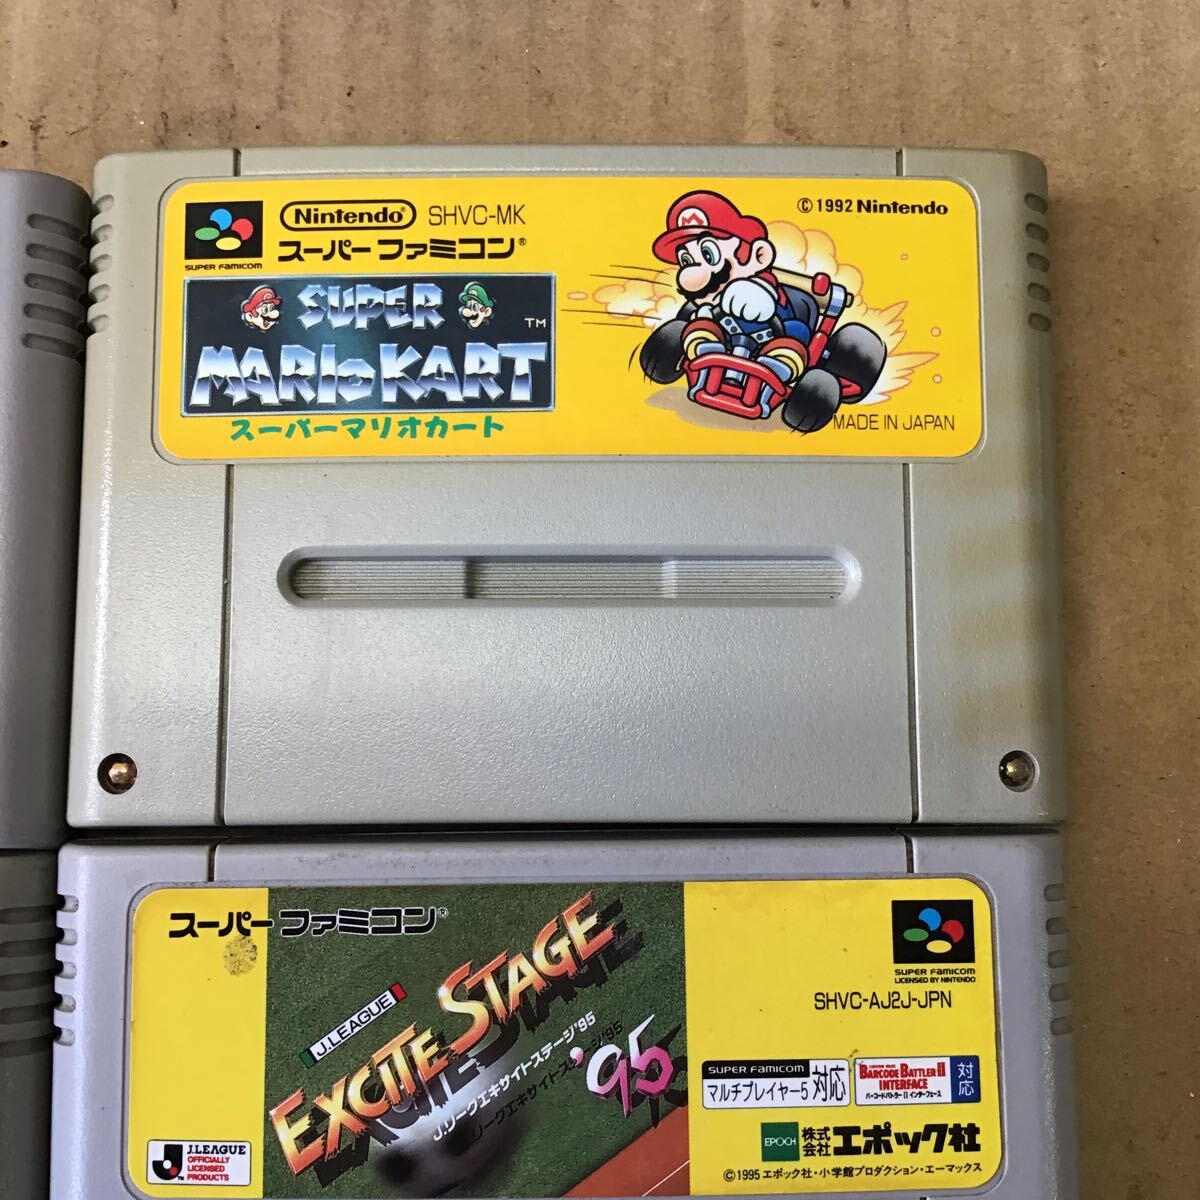 SUPER FAMICOM
Nintendo SHVC-MK
スーパーファミコン®
© 1992 Nintendo
SUPER
MARIO KART TM
スーパーマリオカート
MADE IN JAPAN
スーパーファミコン®
J.LEAGUE
EXCITE STAGE '95
J.リーグエキサイトステージ'95
J.LEAGUE
OFFICIALLY
LICENSED
PRODUCTS
SUPER FAMICOM
LICENSED BY NINTENDO
SHVC-AJ2J-JPN
SUPER FAMICOM
マルチプレイヤー5 対応
BARCODE BATTLER II
INTERFACE
バーコードバトラーIIインターフェース
対応
EPOCH 株式会社エポック社
©1995 エポック社・小学館プロダクション・エーマックス